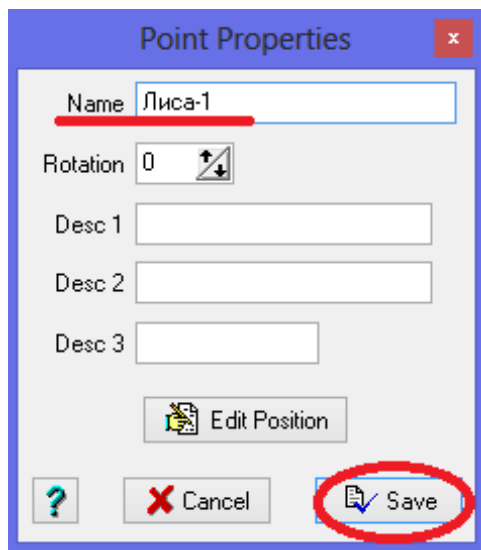 Point Properties
x
Name Лиса-1
Rotation 0
Desc 1
Desc 2
Desc 3
Edit Position
? Cancel Save